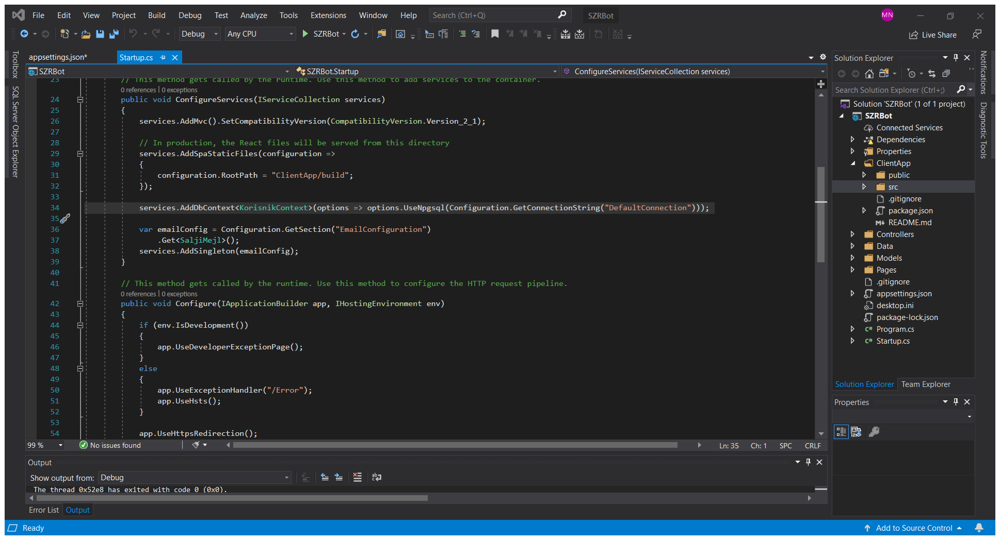 File Edit View Project Build Debug Test Analyze Tools Extensions Window Help Search (Ctrl+Q) SZRBot MN
Debug Any CPU SZRBot Live Share
Toolbox
SQL Server Object Explorer
appsettings.json* Startup.cs
SZRBot SZRBot.Startup ConfigureServices(IServiceCollection services)
23 // This method gets called by the runtime. Use this method to add services to the container.
0 references | 0 exceptions
24 public void ConfigureServices(IServiceCollection services)
25 {
26 services.AddMvc().SetCompatibilityVersion(CompatibilityVersion.Version_2_1);
27
28 // In production, the React files will be served from this directory
29 services.AddSpaStaticFiles(configuration =>
30 {
31 configuration.RootPath = "ClientApp/build";
32 });
33
34 services.AddDbContext<KorisnikContext>(options => options.UseNpgsql(Configuration.GetConnectionString("DefaultConnection")));
35
36 var emailConfig = Configuration.GetSection("EmailConfiguration")
37 .Get<SaljiMejl>();
38 services.AddSingleton(emailConfig);
39 }
40
41 // This method gets called by the runtime. Use this method to configure the HTTP request pipeline.
0 references | 0 exceptions
42 public void Configure(IApplicationBuilder app, IHostingEnvironment env)
43 {
44 if (env.IsDevelopment())
45 {
46 app.UseDeveloperExceptionPage();
47 }
48 else
49 {
50 app.UseExceptionHandler("/Error");
51 app.UseHsts();
52 }
53
54 app.UseHttpsRedirection();
99 % No issues found Ln: 35 Ch: 1 SPC CRLF
Output
Show output from: Debug
The thread 0x52e8 has exited with code 0 (0x0).
Error List Output
Solution Explorer
Search Solution Explorer (Ctrl+;)
Solution 'SZRBot' (1 of 1 project)
SZRBot
Connected Services
Dependencies
Properties
ClientApp
public
src
.gitignore
package.json
README.md
Controllers
Data
Models
Pages
.gitignore
appsettings.json
desktop.ini
package-lock.json
C# Program.cs
C# Startup.cs
Solution Explorer Team Explorer
Properties
Notifications
Diagnostic Tools
Ready Add to Source Control